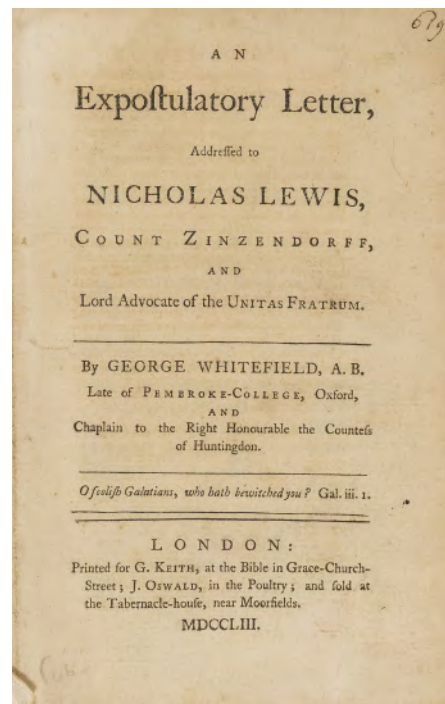 619
A N
Expoſtulatory Letter,
Addreſſed to
NICHOLAS LEWIS,
COUNT ZINZENDORFF,
AND
Lord Advocate of the UNITAS FRATRUM.
By GEORGE WHITEFIELD, A. B.
Late of PEMBROKE-COLLEGE, Oxford,
AND
Chaplain to the Right Honourable the Counteſs
of Huntingdon.
O fooliſh Galatians, who hath bewitched you? Gal. iii. 1.
L O N D O N:
Printed for G. KEITH, at the Bible in Grace-Church-
Street; J. OSWALD, in the Poultry; and ſold at
the Tabernacle-houſe, near Moorfields.
MDCCLIII.